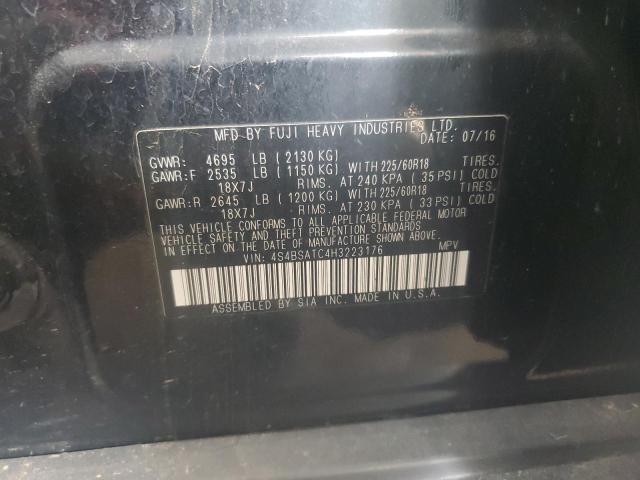 MFD BY FUJI HEAVY INDUSTRIES LTD.
DATE: 07/16
GVWR: 4695 LB ( 2130 KG)
GAWR:F 2535 LB ( 1150 KG) WITH 225/60R18 TIRES.
18X7J RIMS. AT 240 KPA ( 35 PSI) COLD
GAWR:R 2645 LB ( 1200 KG) WITH 225/60R18 TIRES.
18X7J RIMS. AT 230 KPA ( 33 PSI) COLD
THIS VEHICLE CONFORMS TO ALL APPLICABLE FEDERAL MOTOR
VEHICLE SAFETY AND THEFT PREVENTION STANDARDS
IN EFFECT ON THE DATE OF MANUFACTURE SHOWN ABOVE.
VIN: 4S4BSATC4H3223176 MPV
ASSEMBLED BY SIA INC. MADE IN U.S.A.